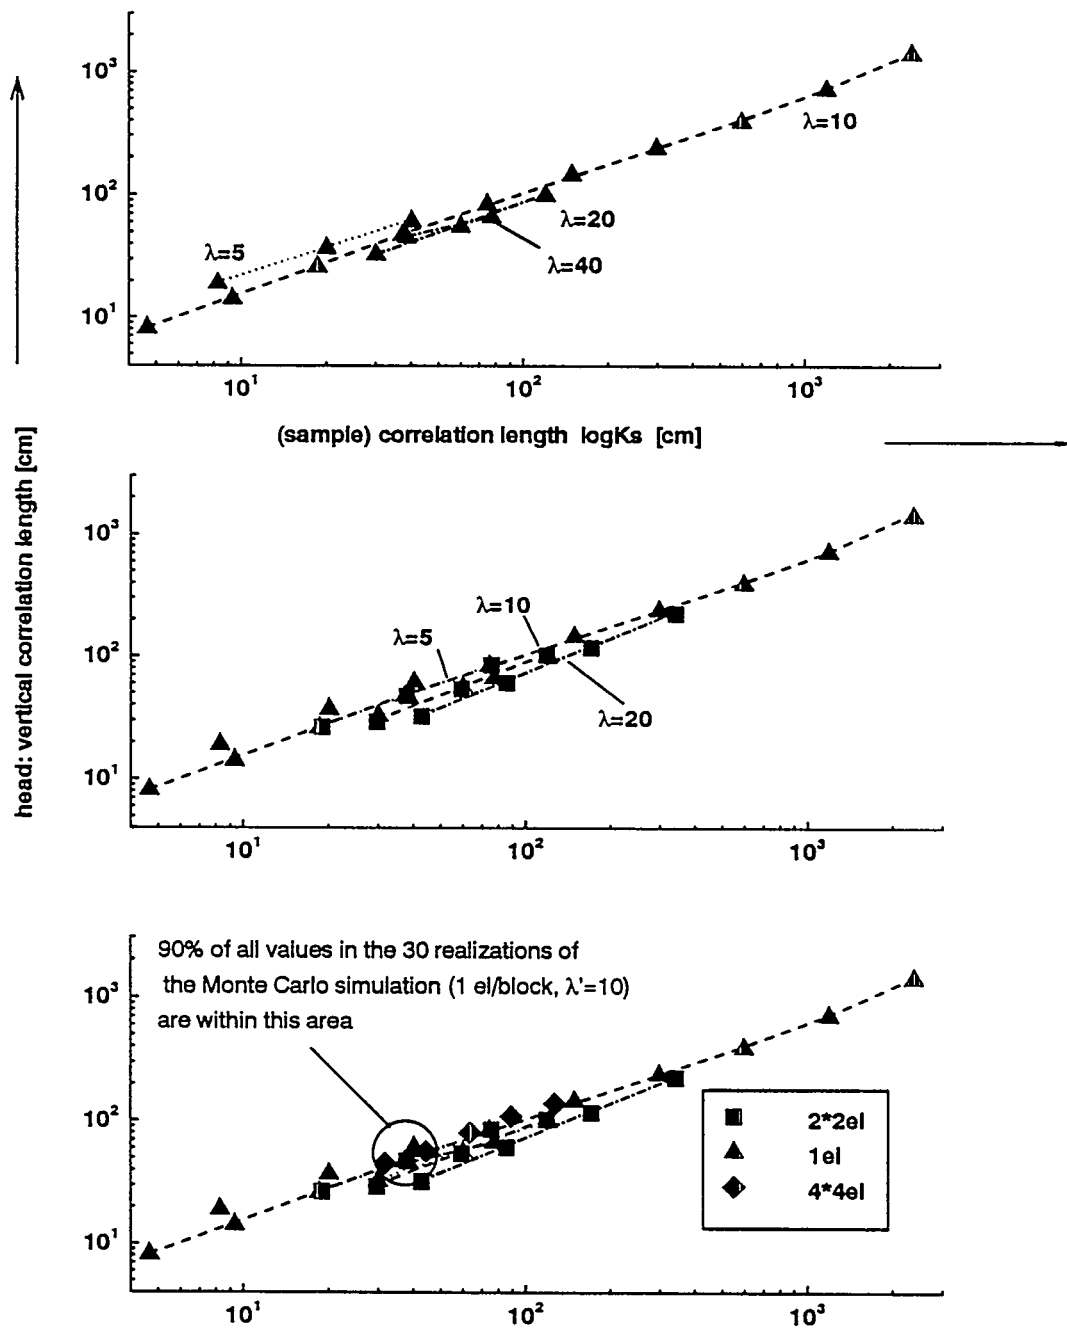 10³
10²
10¹
λ=10
λ=20
λ=40
λ=5
10¹
10²
10³
(sample) correlation length logKs [cm]
head: vertical correlation length [cm]
10³
10²
10¹
λ=10
λ=5
λ=20
10¹
10²
10³
90% of all values in the 30 realizations of
the Monte Carlo simulation (1 el/block, λ'=10)
are within this area
10³
10²
10¹
2*2el
1el
4*4el
10¹
10²
10³